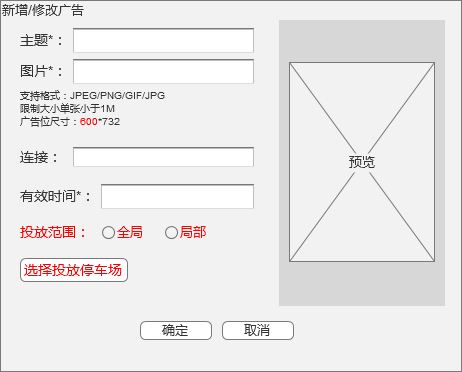 新增/修改广告
主题*：
图片*：
支持格式：JPEG/PNG/GIF/JPG
限制大小单张小于1M
广告位尺寸：600*732
连接：
有效时间*：
投放范围： 全局 局部
选择投放停车场
预览
确定 取消